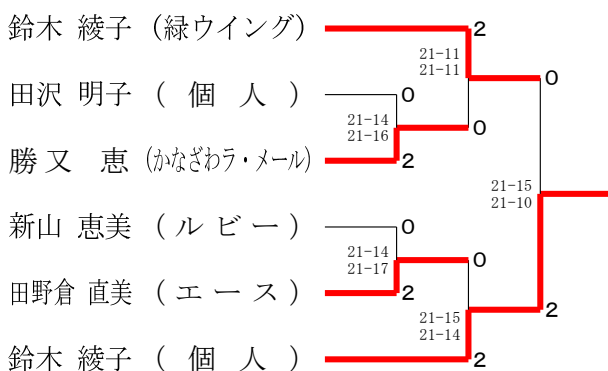 鈴木 綾子 (緑ウイング) 2
21-11
21-11
0
田沢 明子 ( 個 人 ) 0
21-14
21-16
0
勝又 恵 (かなざわラ・メール) 2
21-15
21-10
新山 恵美 ( ルビー ) 0
21-14
21-17
0
田野倉 直美 ( エース ) 2
21-15
21-14
2
鈴木 綾子 ( 個 人 ) 2